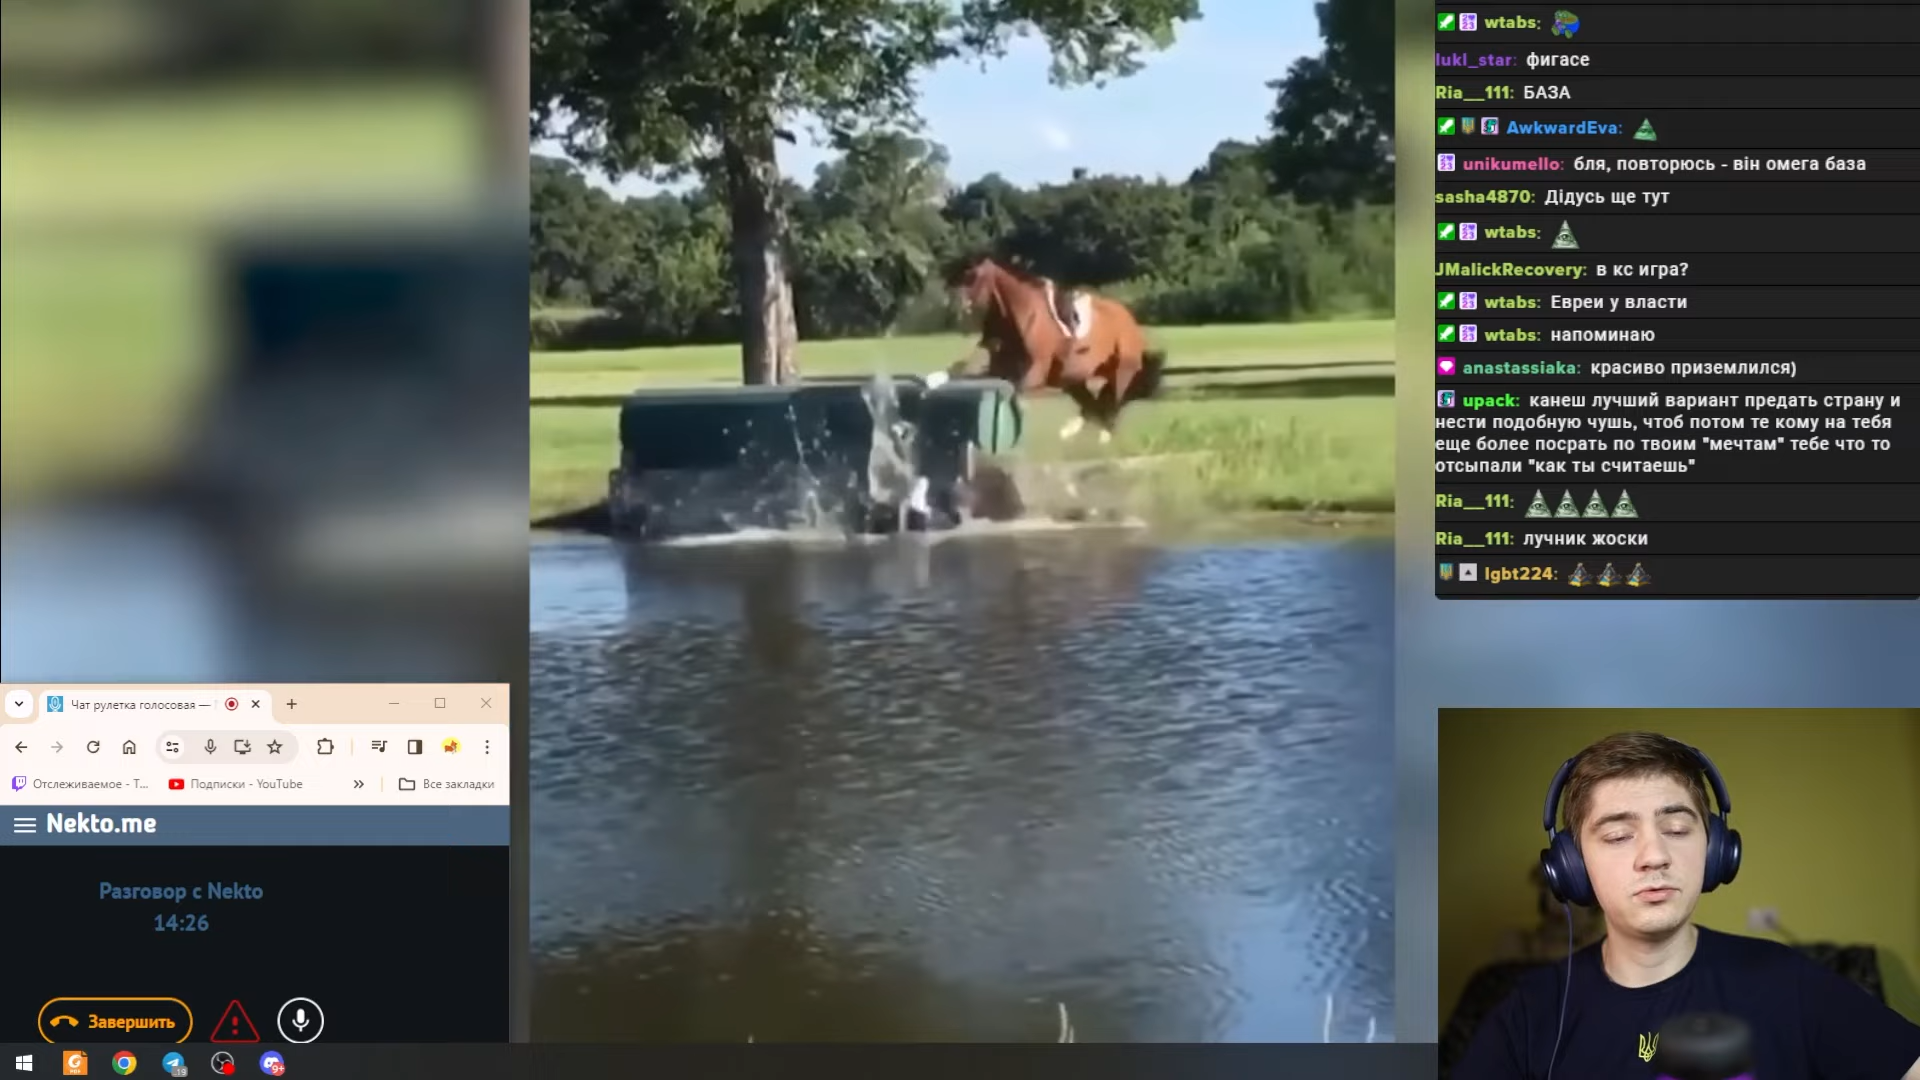 wtabs:
lukl_star: фигасе
Ria__111: БАЗА
AwkwardEva:
unikumello: бля, повторюсь - він омега база
sasha4870: Дідусь ще тут
wtabs:
JMalickRecovery: в кс игра?
wtabs: Евреи у власти
wtabs: напоминаю
anastassiaka: красиво приземлился)
upack: канеш лучший вариант предать страну и
нести подобную чушь, чтоб потом те кому на тебя
еще более посрать по твоим "мечтам" тебе что то
отсыпали "как ты считаешь"
Ria__111:
Ria__111: лучник жоски
lgbt224:
Чат рулетка голосовая —
Отслеживаемое - T...
Подписки - YouTube
»
Все закладки
Nekto.me
Разговор с Nekto
14:26
Завершить
19
9+